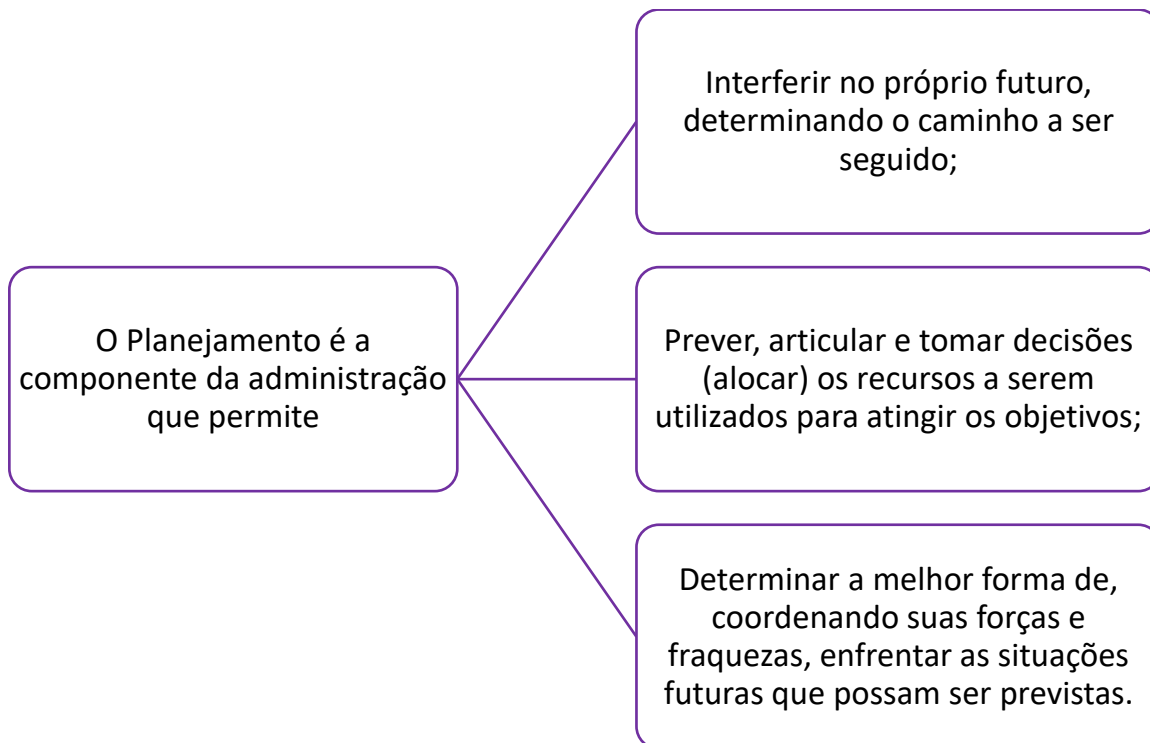 Interferir no próprio futuro,
determinando o caminho a ser
seguido;
O Planejamento é a
componente da administração
que permite
Prever, articular e tomar decisões
(alocar) os recursos a serem
utilizados para atingir os objetivos;
Determinar a melhor forma de,
coordenando suas forças e
fraquezas, enfrentar as situações
futuras que possam ser previstas.